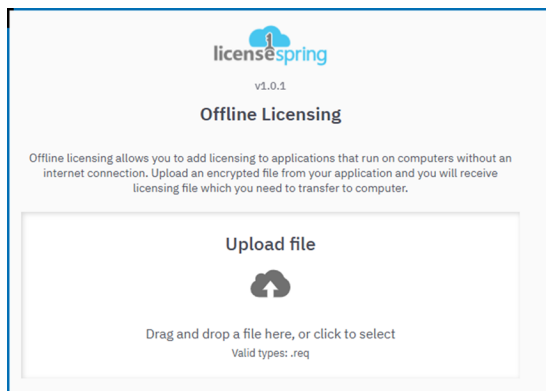 licensespring
v1.0.1
Offline Licensing
Offline licensing allows you to add licensing to applications that run on computers without an
internet connection. Upload an encrypted file from your application and you will receive
licensing file which you need to transfer to computer.
Upload file
Drag and drop a file here, or click to select
Valid types: .req